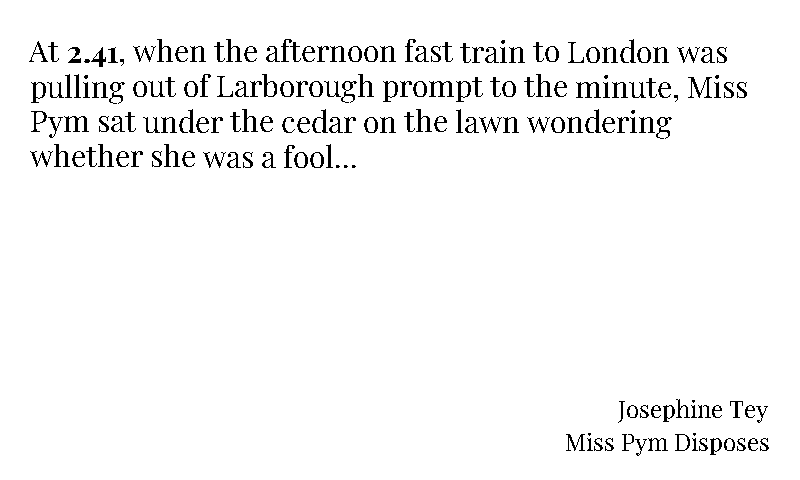 At 2.41, when the afternoon fast train to London was
pulling out of Larborough prompt to the minute, Miss
Pym sat under the cedar on the lawn wondering
whether she was a fool...
Josephine Tey
Miss Pym Disposes